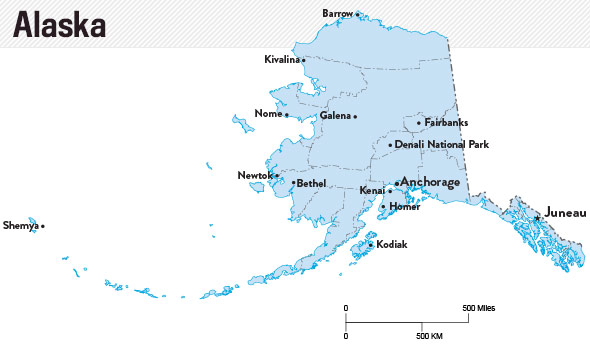 Alaska
Barrow
Kivalina
Nome
Galena
Fairbanks
Denali National Park
Newtok
Bethel
Anchorage
Kenai
Homer
Juneau
Shemya
Kodiak
0 500 Miles
0 500 KM